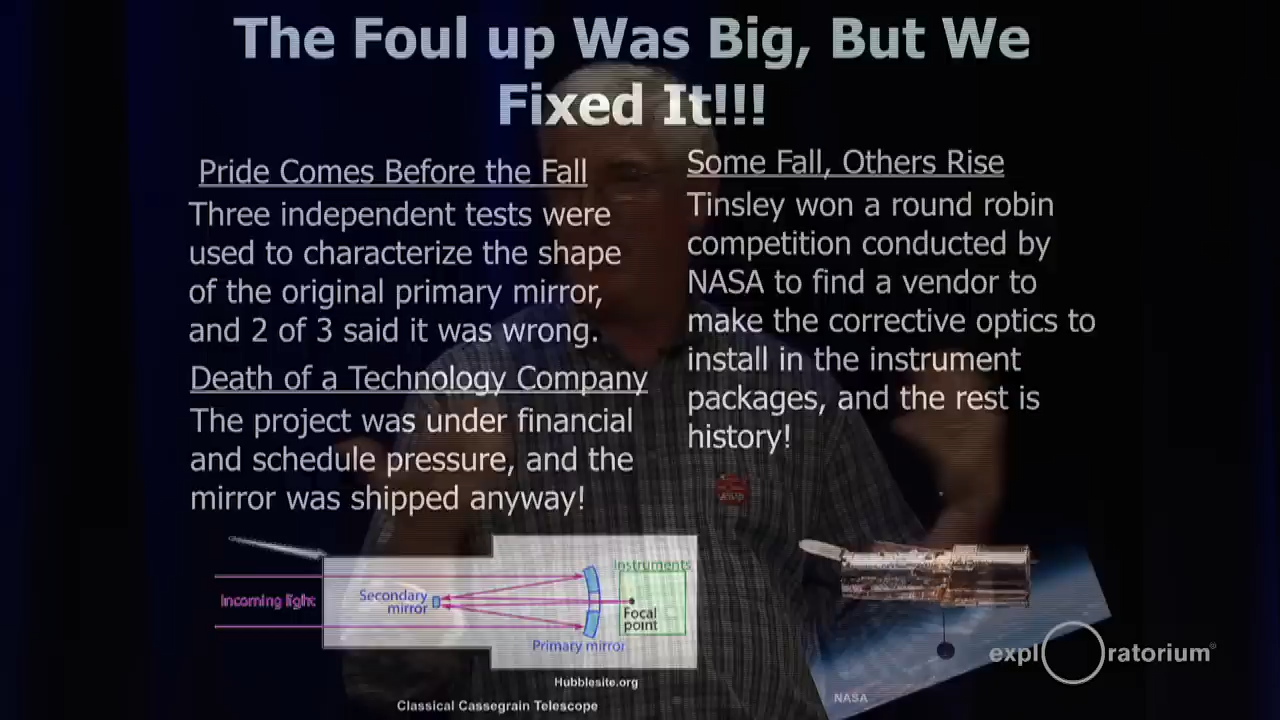 The Foul up Was Big, But We
Fixed It!!!
Pride Comes Before the Fall
Three independent tests were
used to characterize the shape
of the original primary mirror,
and 2 of 3 said it was wrong.
Death of a Technology Company
The project was under financial
and schedule pressure, and the
mirror was shipped anyway!
Some Fall, Others Rise
Tinsley won a round robin
competition conducted by
NASA to find a vendor to
make the corrective optics to
install in the instrument
packages, and the rest is
history!
Incoming light
Secondary
mirror
Primary mirror
Instruments
Focal
point
Hubblesite.org
Classical Cassegrain Telescope
NASA
expl ratorium®